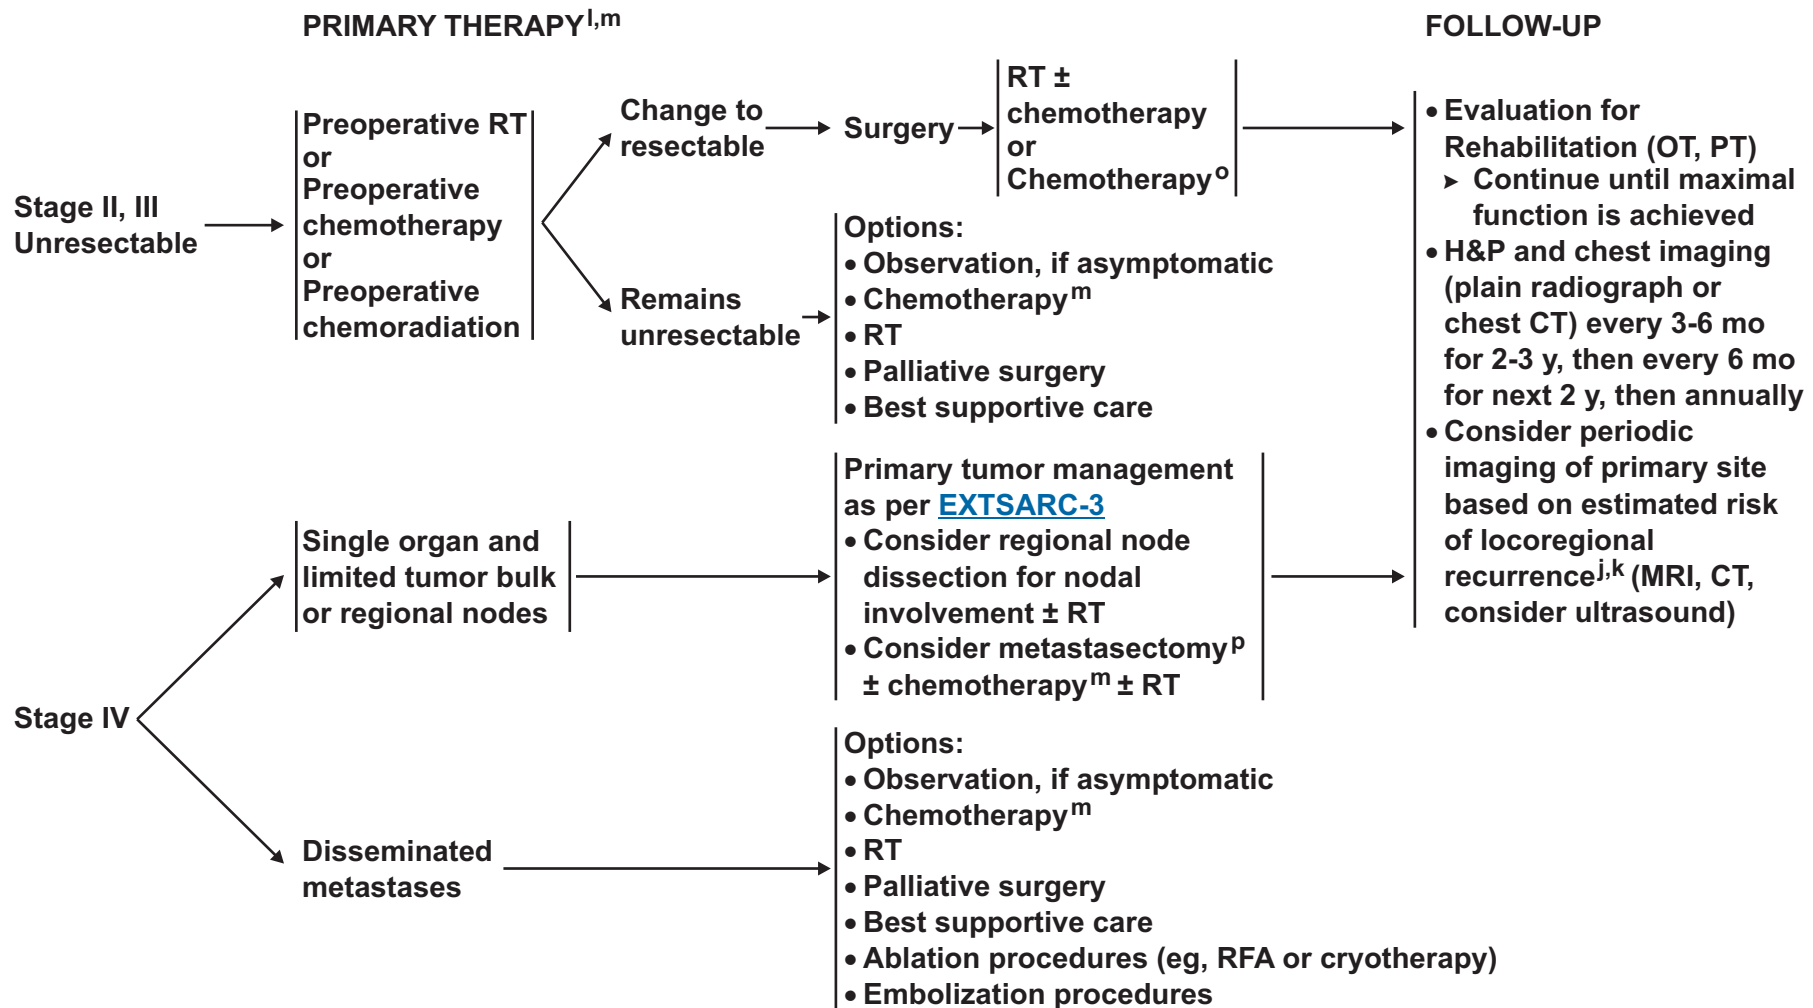 PRIMARY THERAPYl,m
FOLLOW-UP
Stage II, III
Unresectable
Preoperative RT
or
Preoperative
chemotherapy
or
Preoperative
chemoradiation
Change to
resectable
Surgery
RT ±
chemotherapy
or
Chemotherapyo
Remains
unresectable
Options:
• Observation, if asymptomatic
• Chemotherapym
• RT
• Palliative surgery
• Best supportive care
Stage IV
Single organ and
limited tumor bulk
or regional nodes
Primary tumor management
as per EXTSARC-3
• Consider regional node
dissection for nodal
involvement ± RT
• Consider metastasectomyp
± chemotherapym ± RT
Disseminated
metastases
Options:
• Observation, if asymptomatic
• Chemotherapym
• RT
• Palliative surgery
• Best supportive care
• Ablation procedures (eg, RFA or cryotherapy)
• Embolization procedures
• Evaluation for
Rehabilitation (OT, PT)
➤ Continue until maximal
function is achieved
• H&P and chest imaging
(plain radiograph or
chest CT) every 3-6 mo
for 2-3 y, then every 6 mo
for next 2 y, then annually
• Consider periodic
imaging of primary site
based on estimated risk
of locoregional
recurrencej,k (MRI, CT,
consider ultrasound)